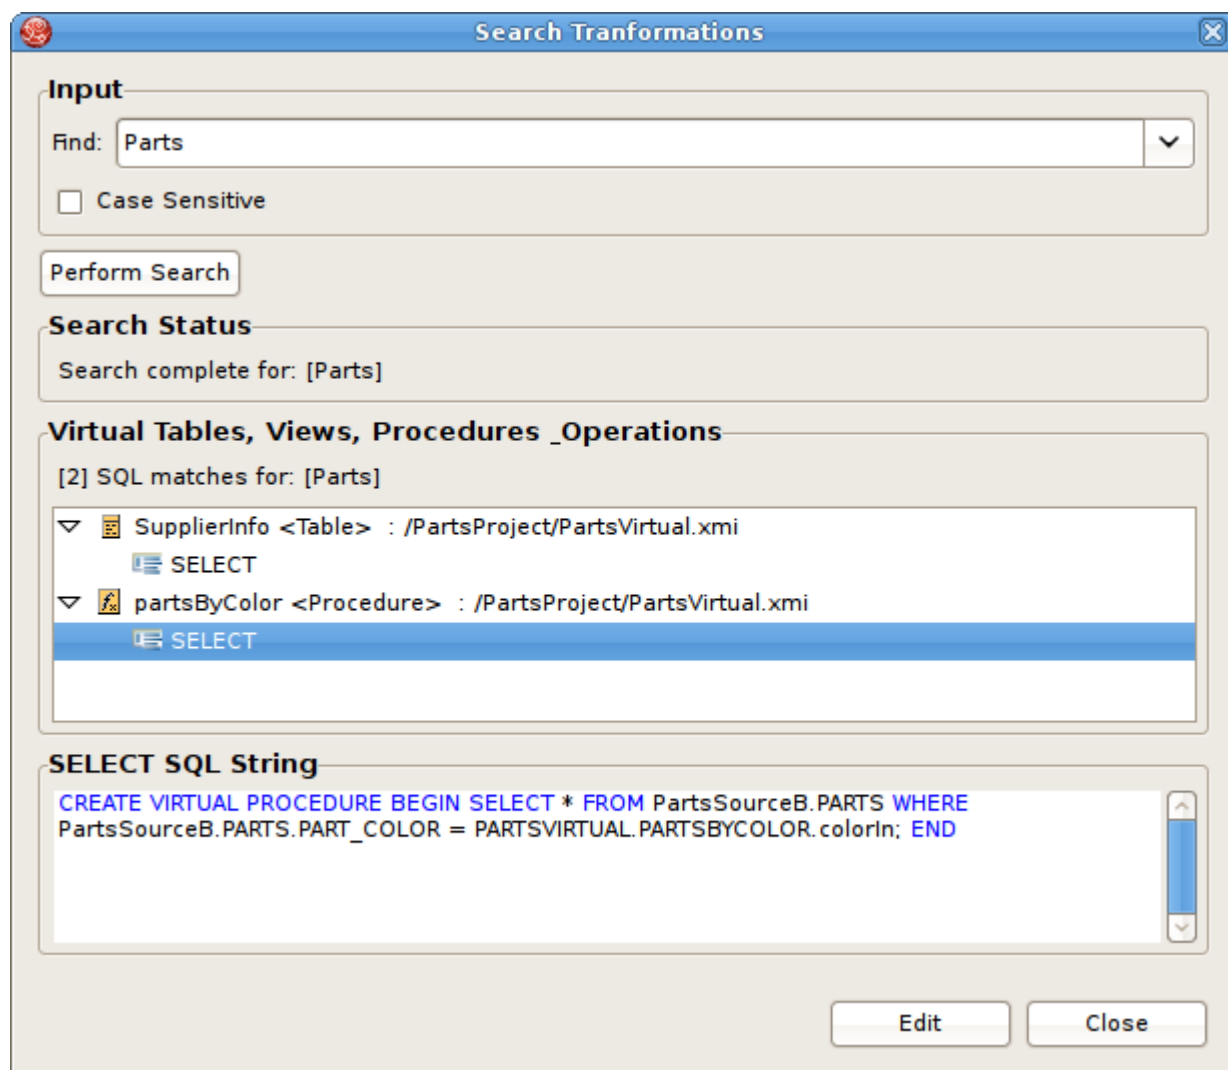 Search Tranformations
Input
Find: Parts
Case Sensitive
Perform Search
Search Status
Search complete for: [Parts]
Virtual Tables, Views, Procedures _Operations
[2] SQL matches for: [Parts]
SupplierInfo <Table> : /PartsProject/PartsVirtual.xmi
SELECT
partsByColor <Procedure> : /PartsProject/PartsVirtual.xmi
SELECT
SELECT SQL String
CREATE VIRTUAL PROCEDURE BEGIN SELECT * FROM PartsSourceB.PARTS WHERE
PartsSourceB.PARTS.PART_COLOR = PARTSVIRTUAL.PARTSBYCOLOR.colorIn; END
Edit Close